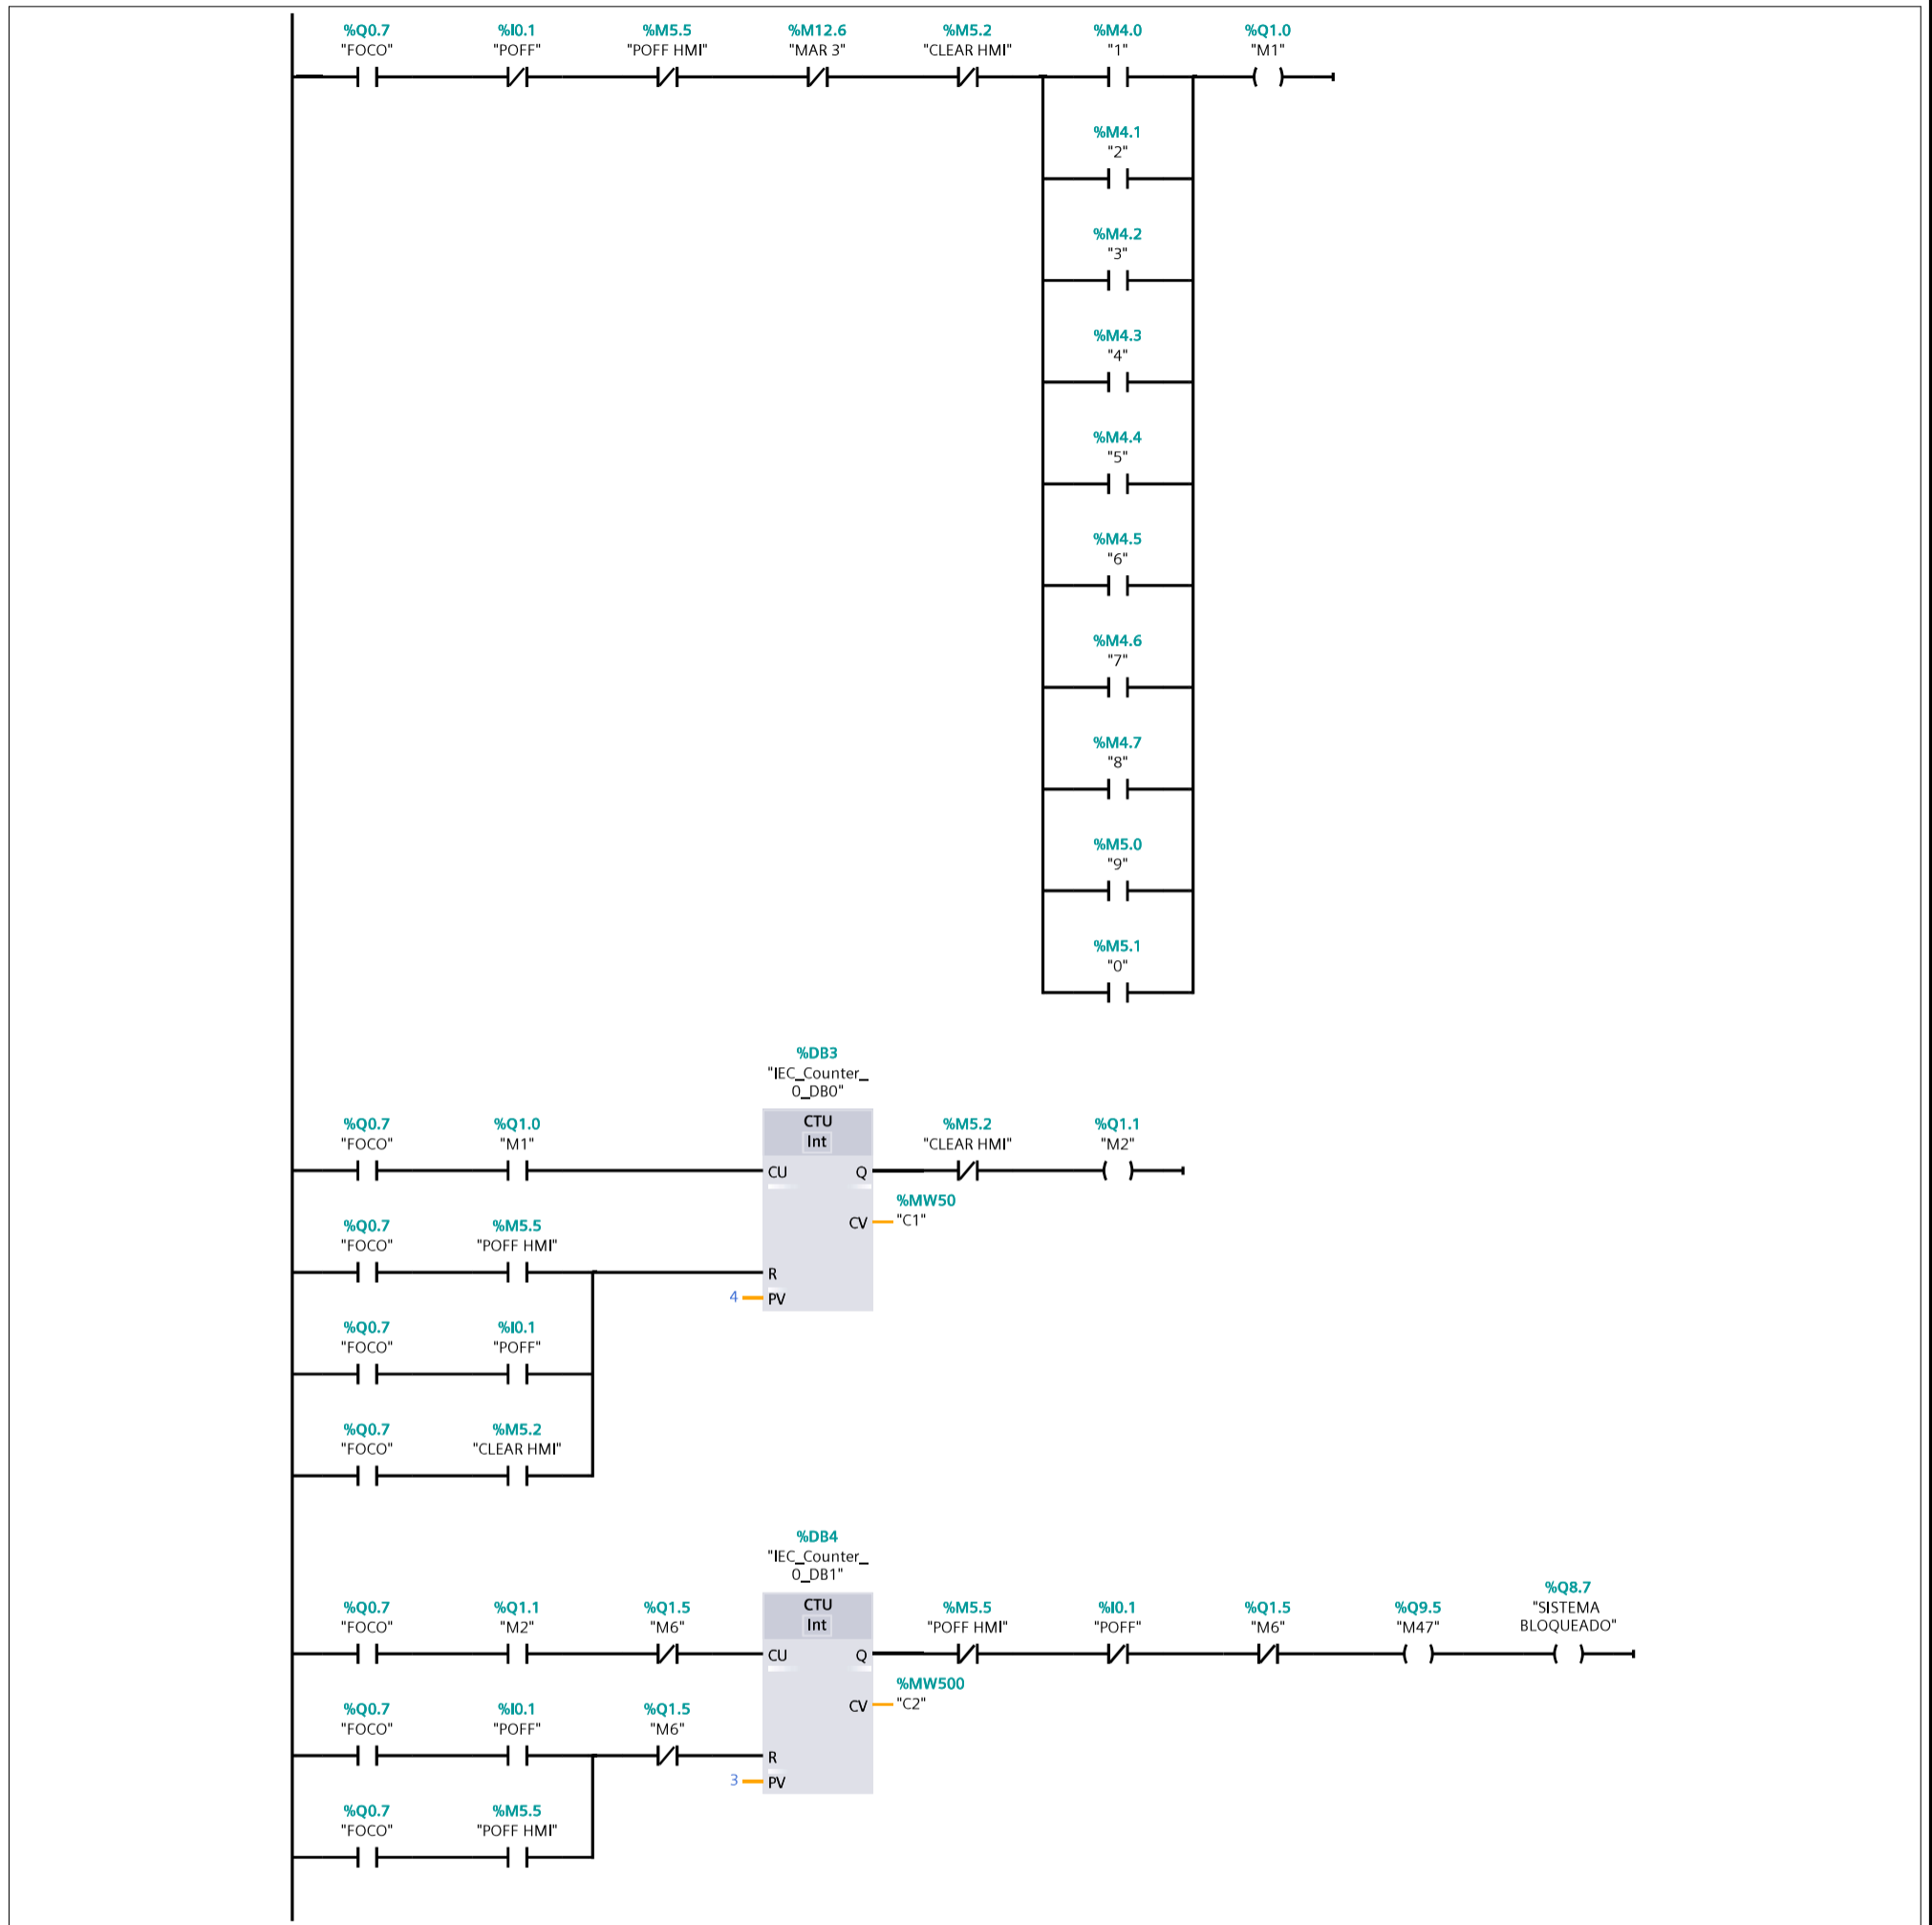 %Q0.7 %I0.1 %M5.5 %M12.6 %M5.2 %M4.0 %Q1.0
"FOCO" "POFF" "POFF HMI" "MAR 3" "CLEAR HMI" "1" "M1"
%M4.1
"2"
%M4.2
"3"
%M4.3
"4"
%M4.4
"5"
%M4.5
"6"
%M4.6
"7"
%M4.7
"8"
%M5.0
"9"
%M5.1
"0"
%DB3
"IEC_Counter_
0_DB0"
%Q0.7 %Q1.0 CTU %M5.2 %Q1.1
"FOCO" "M1" Int "CLEAR HMI" "M2"
CU Q
%MW50
%Q0.7 %M5.5 CV "C1"
"FOCO" "POFF HMI"
R
4 PV
%Q0.7 %I0.1
"FOCO" "POFF"
%Q0.7 %M5.2
"FOCO" "CLEAR HMI"
%DB4
"IEC_Counter_
0_DB1"
%Q8.7
%Q0.7 %Q1.1 %Q1.5 CTU %M5.5 %I0.1 %Q1.5 %Q9.5 "SISTEMA
"FOCO" "M2" "M6" Int "POFF HMI" "POFF" "M6" "M47" BLOQUEADO"
CU Q
%MW500
%Q0.7 %I0.1 %Q1.5 CV "C2"
"FOCO" "POFF" "M6"
R
3 PV
%Q0.7 %M5.5
"FOCO" "POFF HMI"